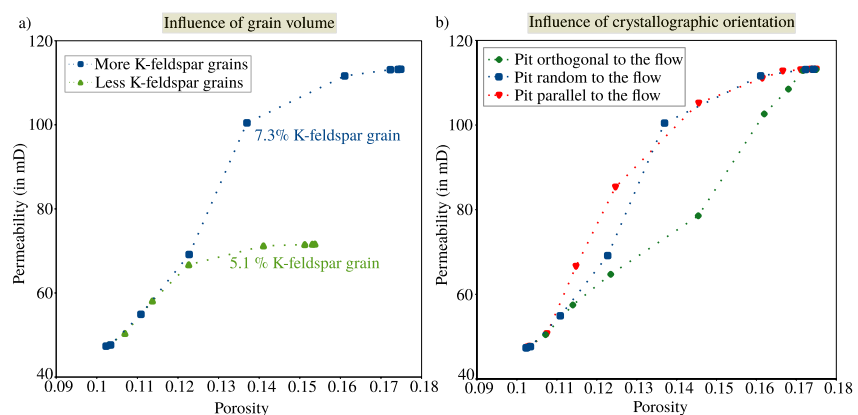 a)
Influence of grain volume
120
100
80
60
40
Permeability (in mD)
More K-feldspar grains
Less K-feldspar grains
7.3% K-feldspar grain
5.1 % K-feldspar grain
0.09 0.1 0.11 0.12 0.13 0.14 0.15 0.16 0.17 0.18
Porosity
b)
Influence of crystallographic orientation
120
100
80
60
40
Permeability (in mD)
Pit orthogonal to the flow
Pit random to the flow
Pit parallel to the flow
0.09 0.1 0.11 0.12 0.13 0.14 0.15 0.16 0.17 0.18
Porosity